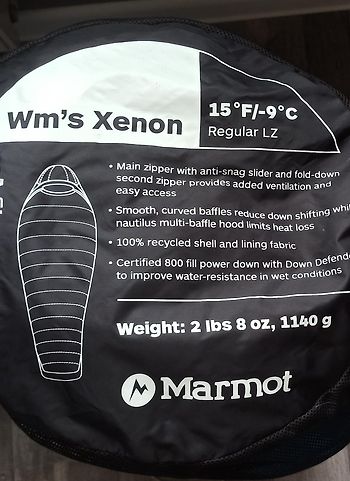 Wm's Xenon
15°F/-9°C
Regular LZ
• Main zipper with anti-snag slider and fold-down
second zipper provides added ventilation and
easy access
• Smooth, curved baffles reduce down shifting
nautilus multi-baffle hood limits heat loss
• 100% recycled shell and lining fabric
• Certified 800 fill power down with Down
to improve water-resistance in wet conditions
Weight: 2 lbs 8 oz, 1140 g
Marmot